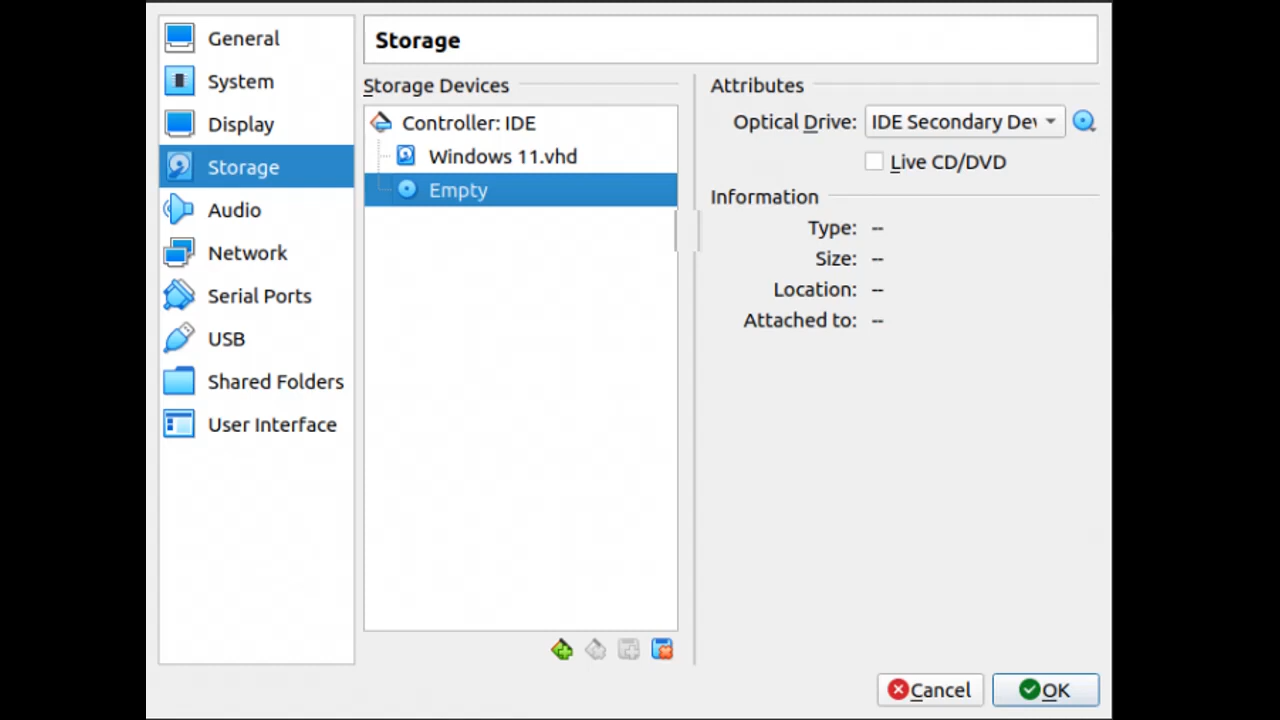 General
System
Display
Storage
Audio
Network
Serial Ports
USB
Shared Folders
User Interface
Storage
Storage Devices
Controller: IDE
Windows 11.vhd
Empty
Attributes
Optical Drive: IDE Secondary Dev
Live CD/DVD
Information
Type: --
Size: --
Location: --
Attached to: --
Cancel
OK